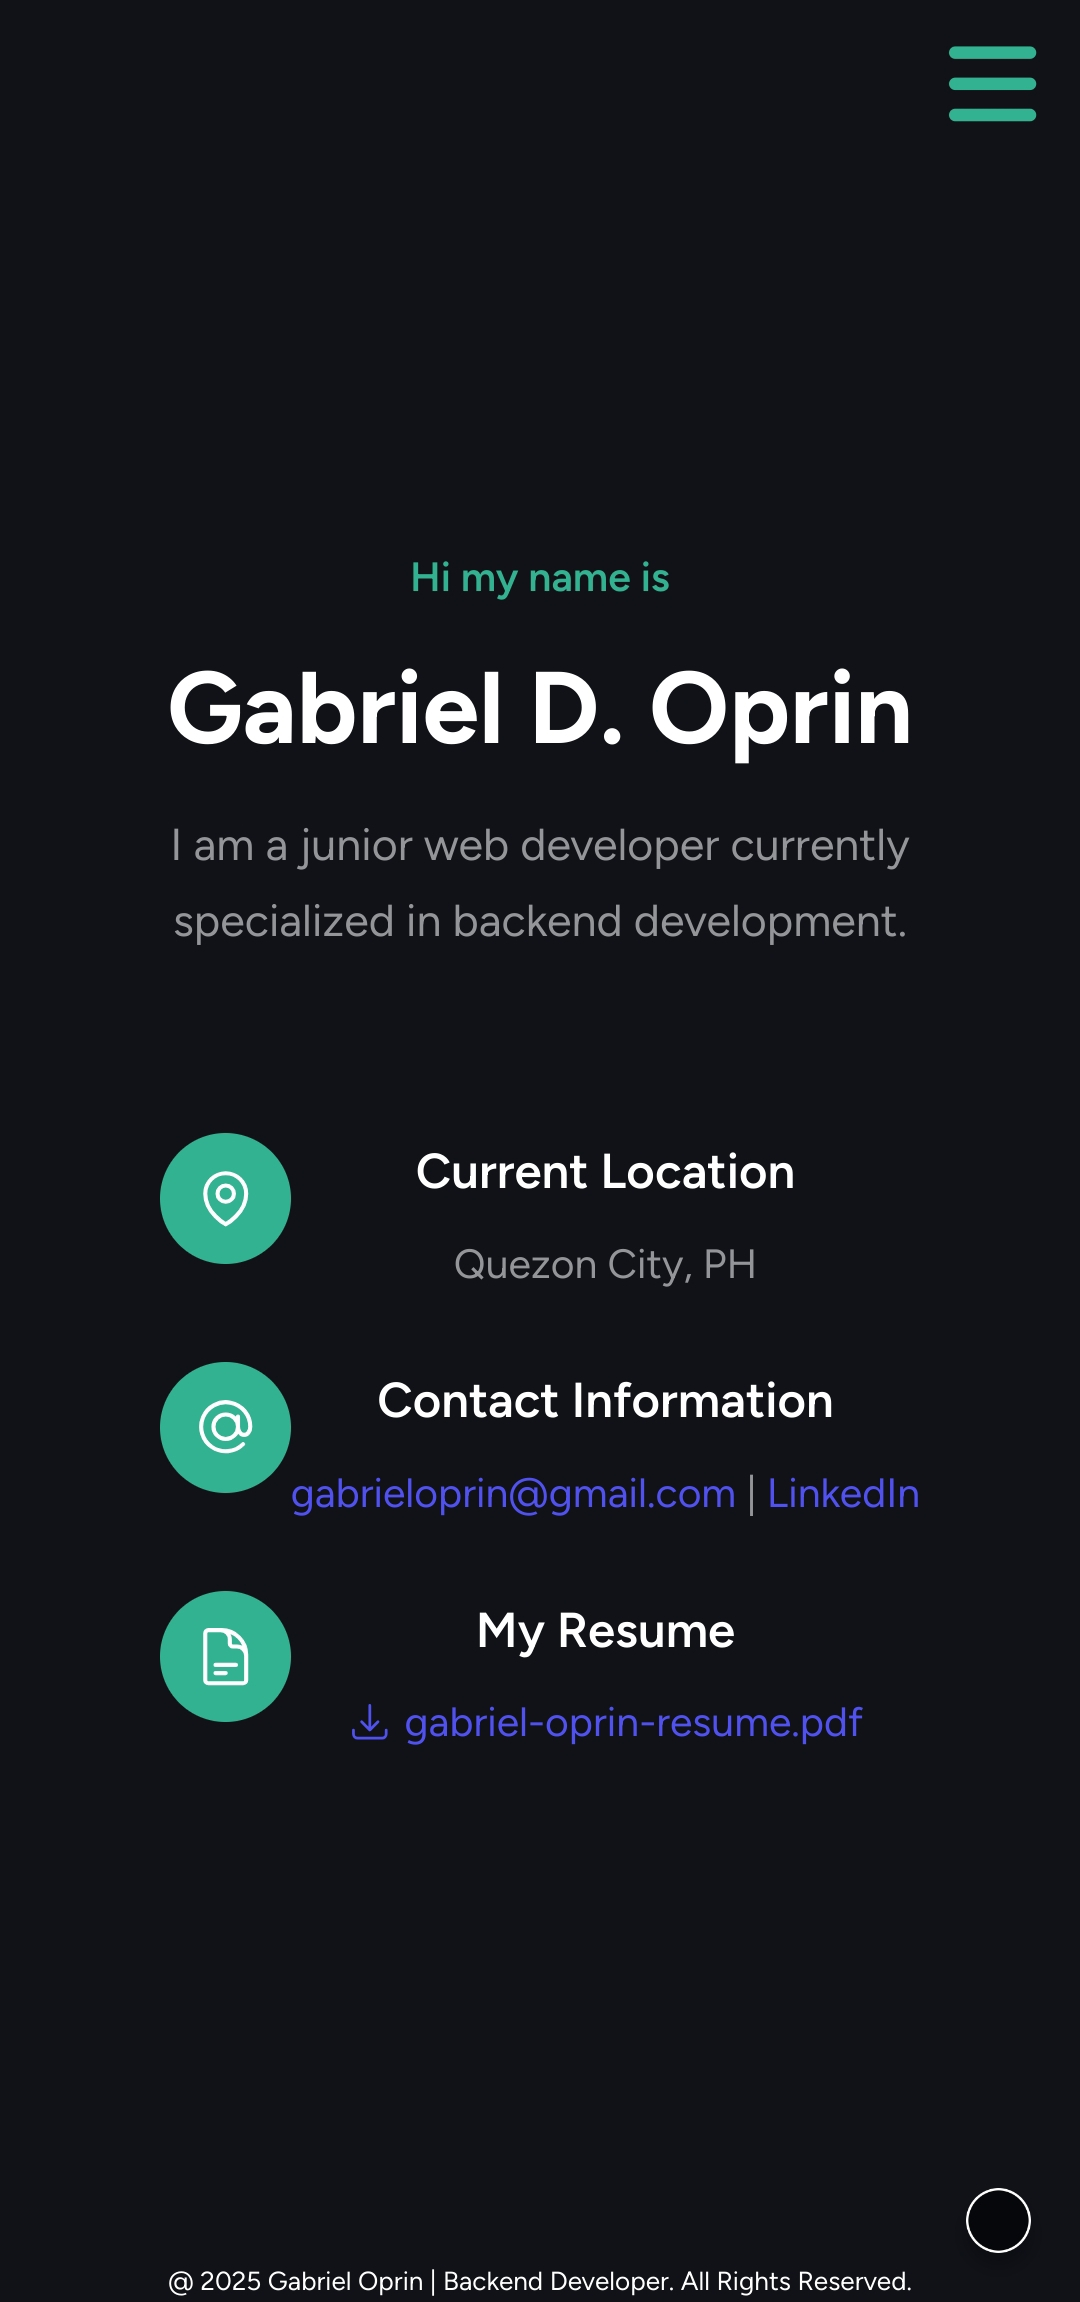 Hi my name is
Gabriel D. Oprin
I am a junior web developer currently
specialized in backend development.
Current Location
Quezon City, PH
Contact Information
gabrieloprin@gmail.com | LinkedIn
My Resume
gabriel-oprin-resume.pdf
@ 2025 Gabriel Oprin | Backend Developer. All Rights Reserved.